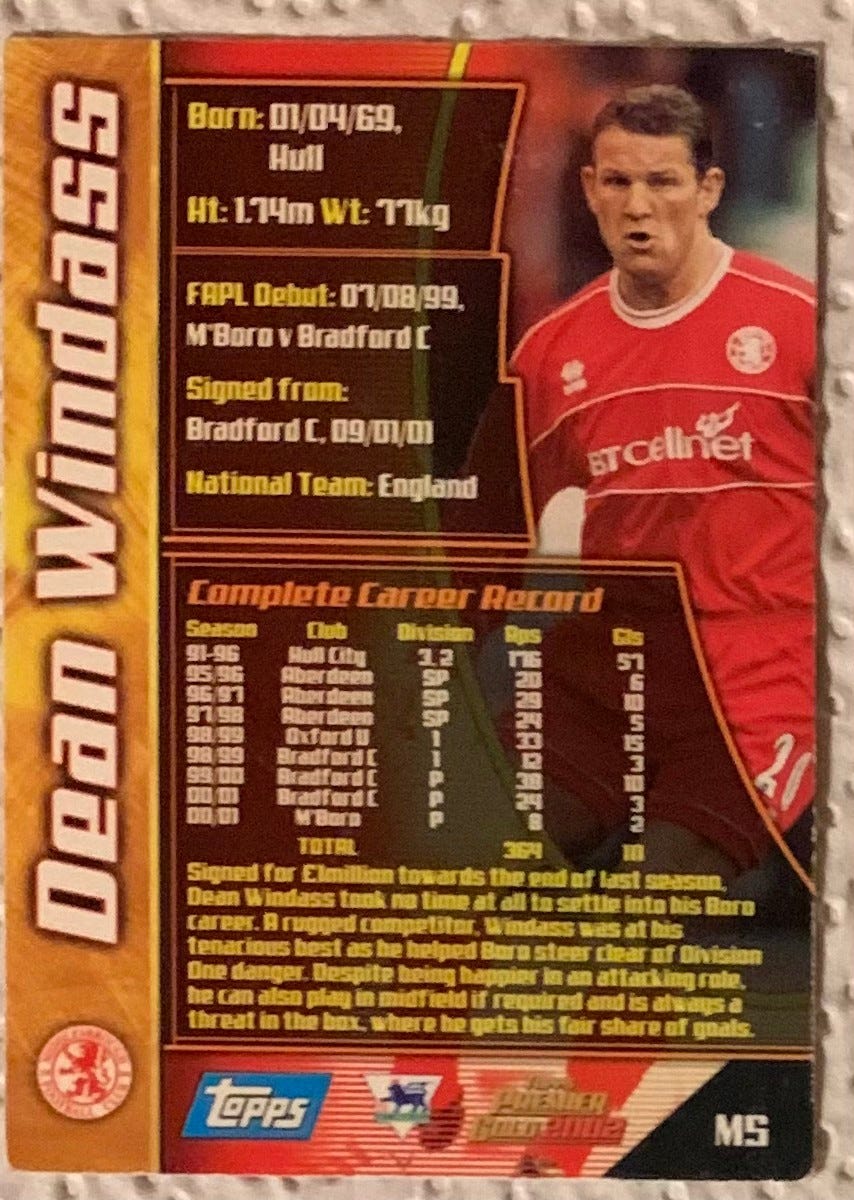 Dean Windass
Born: 01/04/69,
Hull
Ht: 1.74m Wt: 77kg
FAPL Debut: 07/08/99,
M'Boro v Bradford C
Signed from:
Bradford C, 09/01/01
National Team: England
BTCellnet
Complete Career Record
Season Club Division Aps Gls
91-96 Hull City 3, 2 176 57
95/96 Aberdeen SP 20 6
96/97 Aberdeen SP 29 10
97/98 Aberdeen SP 24 5
98/99 Oxford U 1 33 15
98/99 Bradford C 1 12 3
99/00 Bradford C P 38 10
00/01 Bradford C P 24 3
00/01 M'Boro P 8 2
TOTAL 364 111
Signed for £1million towards the end of last season,
Dean Windass took no time at all to settle into his Boro
career. A rugged competitor, Windass was at his
tenacious best as he helped Boro steer clear of Division
One danger. Despite being happier in an attacking role,
he can also play in midfield if required and is always a
threat in the box, where he gets his fair share of goals.
Topps
PREMIER
GOLD 2002
M5